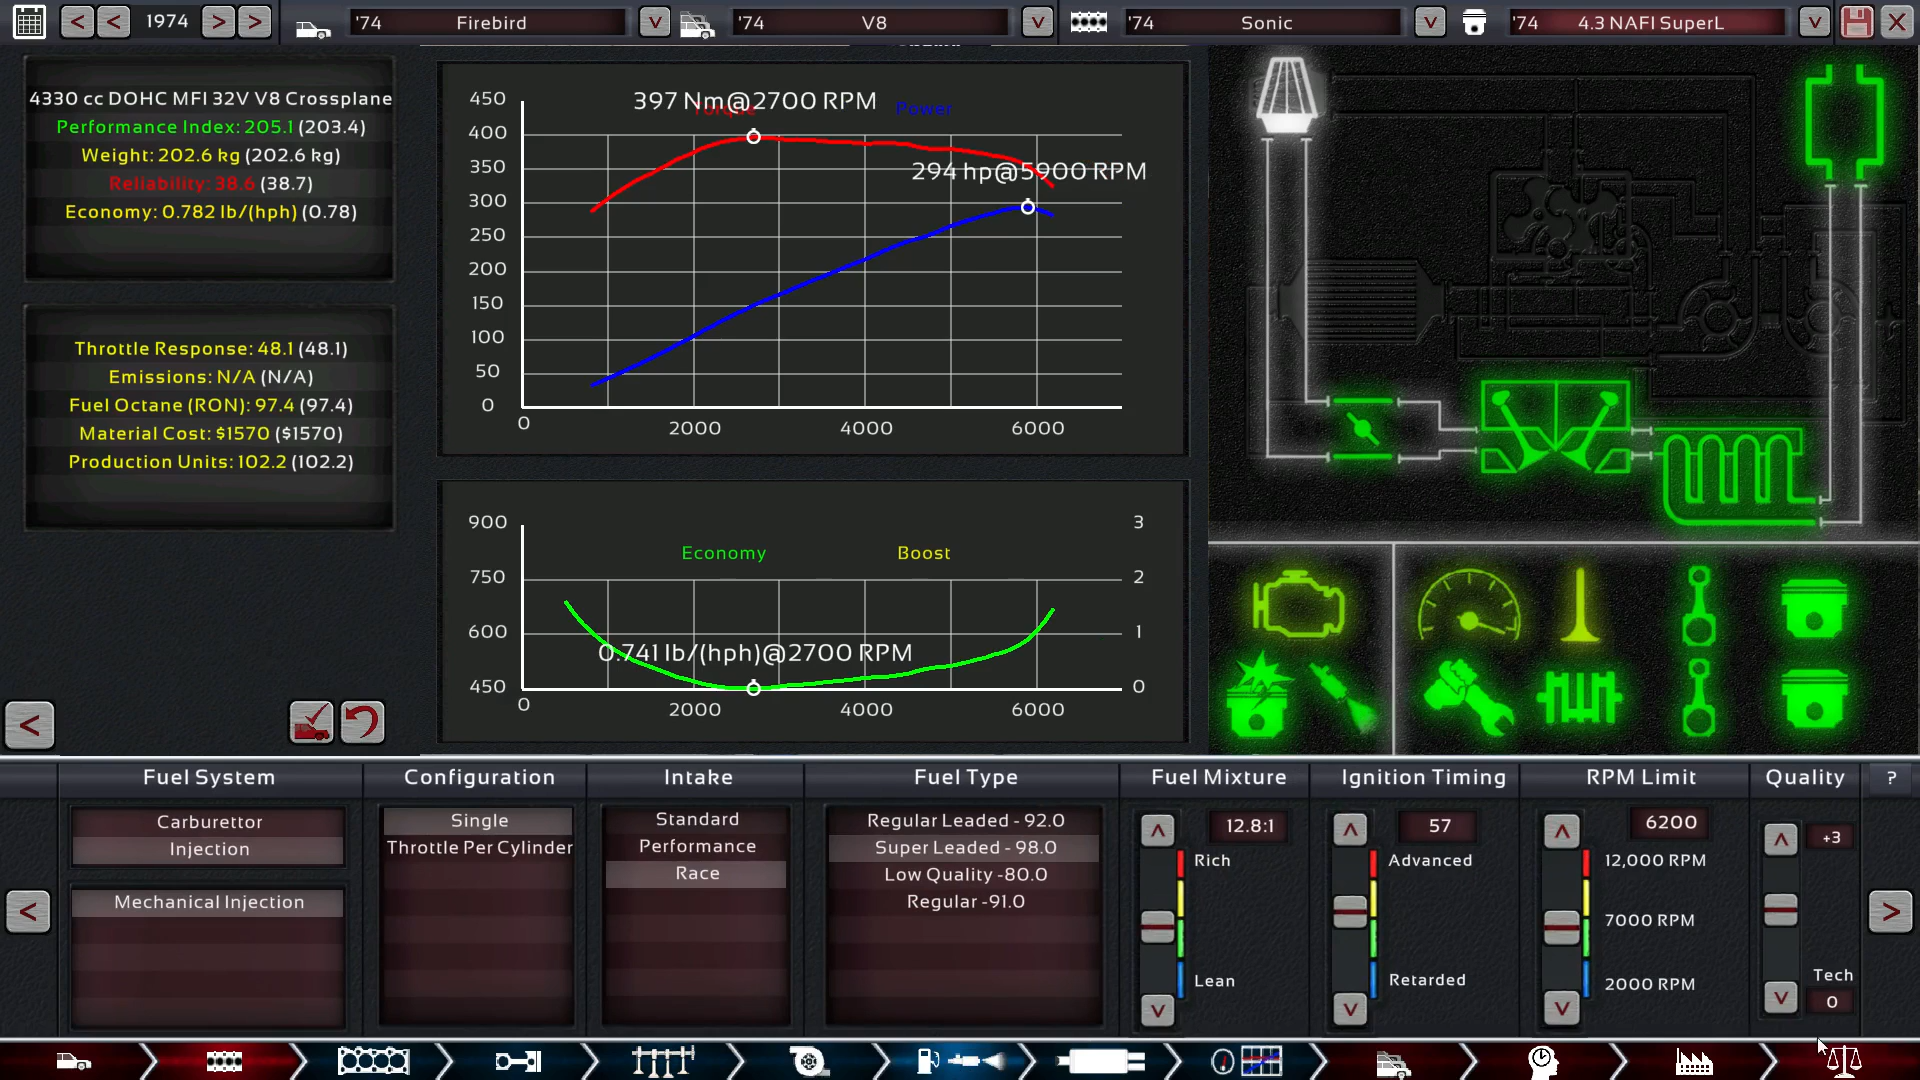 1974
'74 Firebird
'74 V8
'74 Sonic
'74 4.3 NAFI SuperL
4330 cc DOHC MFI 32V V8 Crossplane
Performance Index: 205.1 (203.4)
Weight: 202.6 kg (202.6 kg)
Reliability: 38.6 (38.7)
Economy: 0.782 lb/(hph) (0.78)
Throttle Response: 48.1 (48.1)
Emissions: N/A (N/A)
Fuel Octane (RON): 97.4 (97.4)
Material Cost: $1570 ($1570)
Production Units: 102.2 (102.2)
397 Nm@2700 RPM
Torque
Power
294 hp@5900 RPM
450
400
350
300
250
200
150
100
50
0
0 2000 4000 6000
Economy
Boost
0.741 lb/(hph)@2700 RPM
900 3
750 2
600 1
450 0
0 2000 4000 6000
Fuel System
Carburettor
Injection
Mechanical Injection
Configuration
Single
Throttle Per Cylinder
Intake
Standard
Performance
Race
Fuel Type
Regular Leaded - 92.0
Super Leaded - 98.0
Low Quality -80.0
Regular -91.0
Fuel Mixture
12.8:1
Rich
Lean
Ignition Timing
57
Advanced
Retarded
RPM Limit
6200
12,000 RPM
7000 RPM
2000 RPM
Quality
+3
Tech
0
?